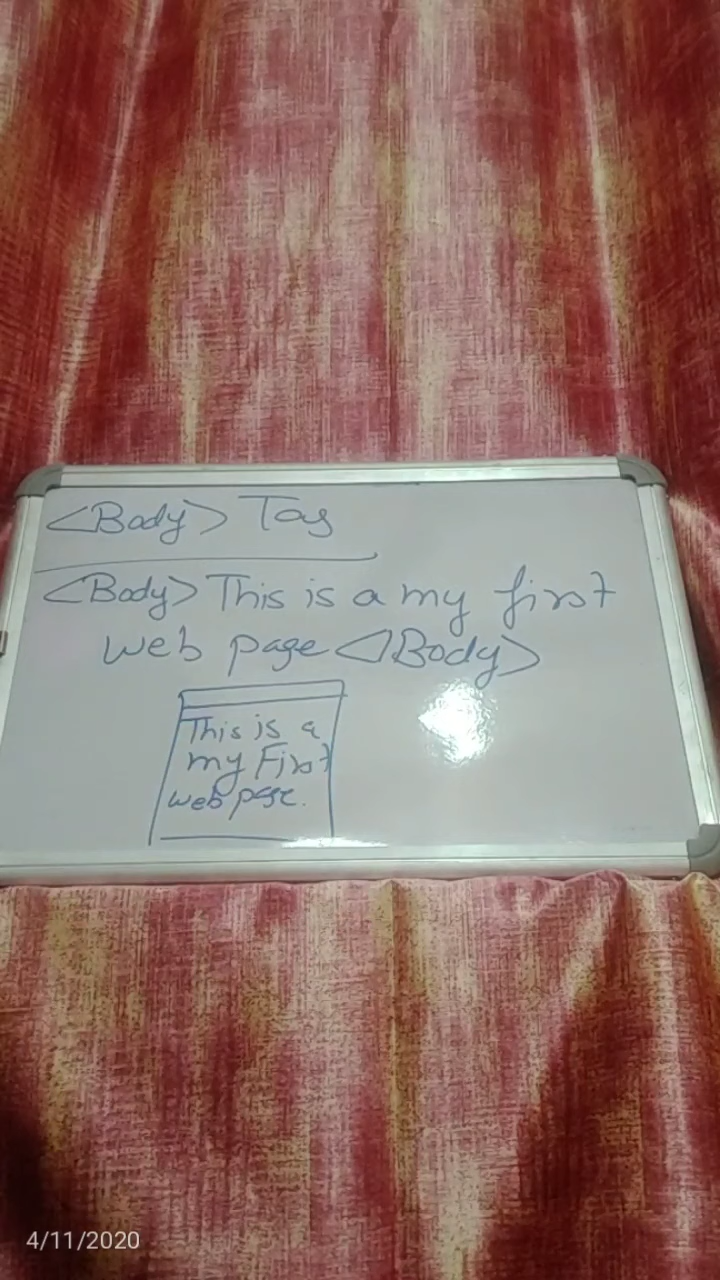 <Body> Tag
<Body> This is a my first
web page </Body>
This is a
my First
web page.
4/11/2020